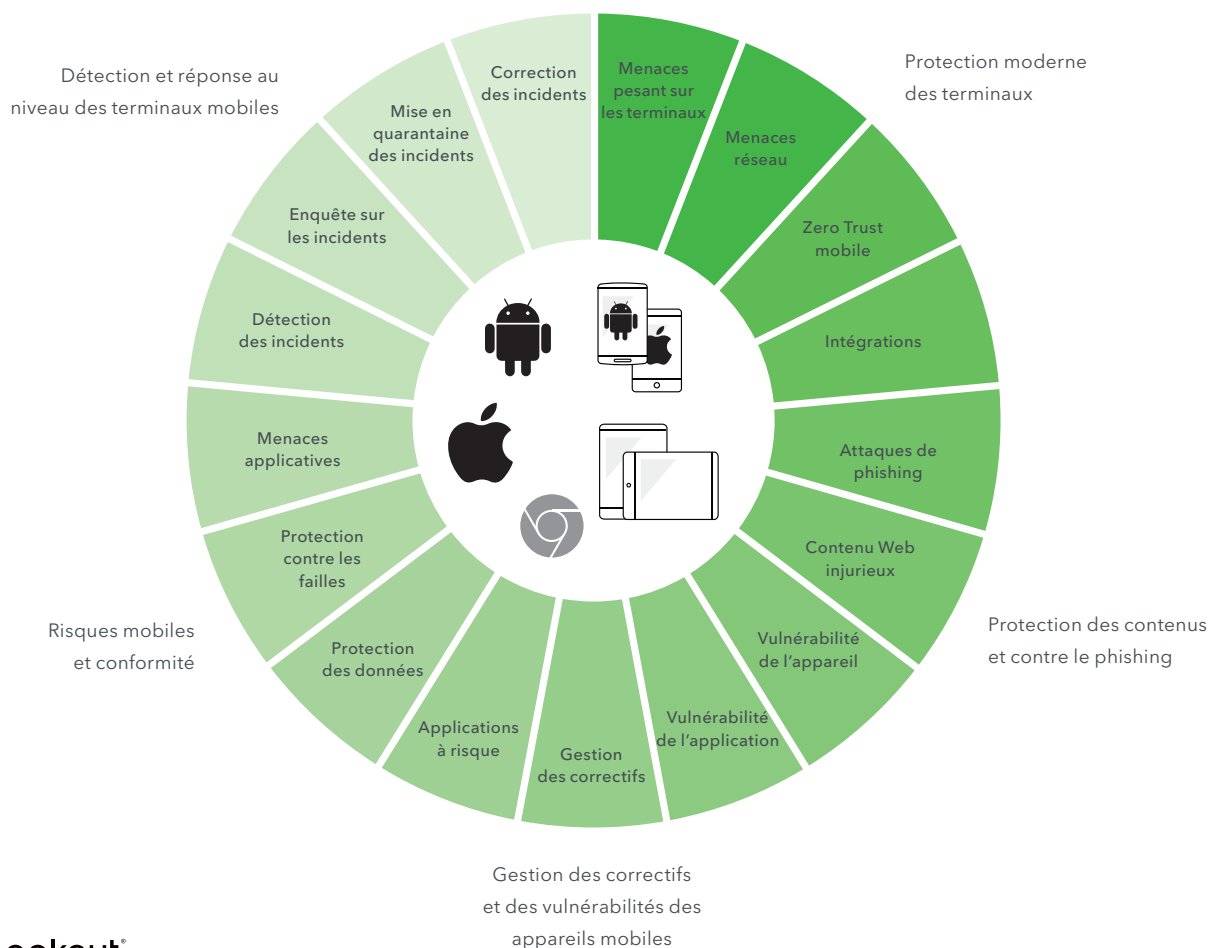 Détection et réponse au
niveau des terminaux mobiles
Protection moderne
des terminaux
Correction
des incidents
Menaces
pesant sur
les terminaux
Mise en
quarantaine
des incidents
Menaces
réseau
Enquête sur
les incidents
Zero Trust
mobile
Détection
des incidents
Intégrations
Menaces
applicatives
Attaques de
phishing
Protection
contre les
failles
Contenu Web
injurieux
Risques mobiles
et conformité
Protection des contenus
et contre le phishing
Protection
des données
Vulnérabilité
de l'appareil
Applications
à risque
Gestion
des correctifs
Vulnérabilité
de l'application
Gestion des correctifs
et des vulnérabilités des
appareils mobiles